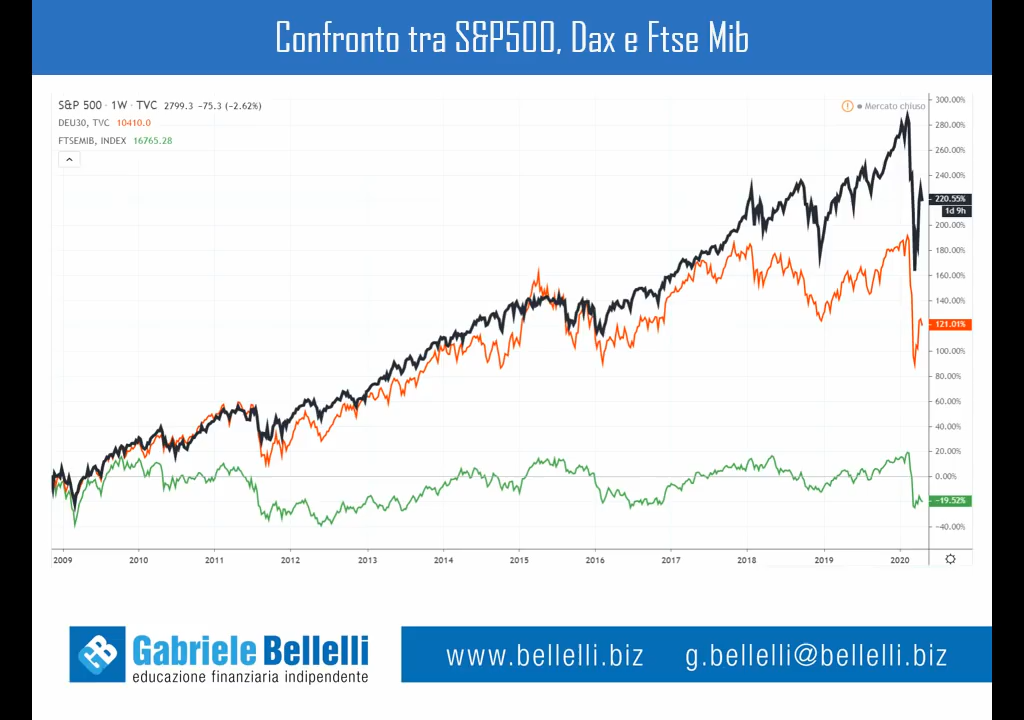 Confronto tra S&P500, Dax e Ftse Mib
S&P 500 · 1W · TVC 2799.3 −75.3 (−2.62%)
DEU30, TVC 10410.0
FTSEMIB, INDEX 16765.28
Mercato chiuso
300.00%
280.00%
260.00%
240.00%
220.55%
1d 9h
200.00%
180.00%
160.00%
140.00%
121.01%
100.00%
80.00%
60.00%
40.00%
20.00%
0.00%
−19.52%
−40.00%
2009 2010 2011 2012 2013 2014 2015 2016 2017 2018 2019 2020
GB
Gabriele Bellelli
educazione finanziaria indipendente
www.bellelli.biz g.bellelli@bellelli.biz